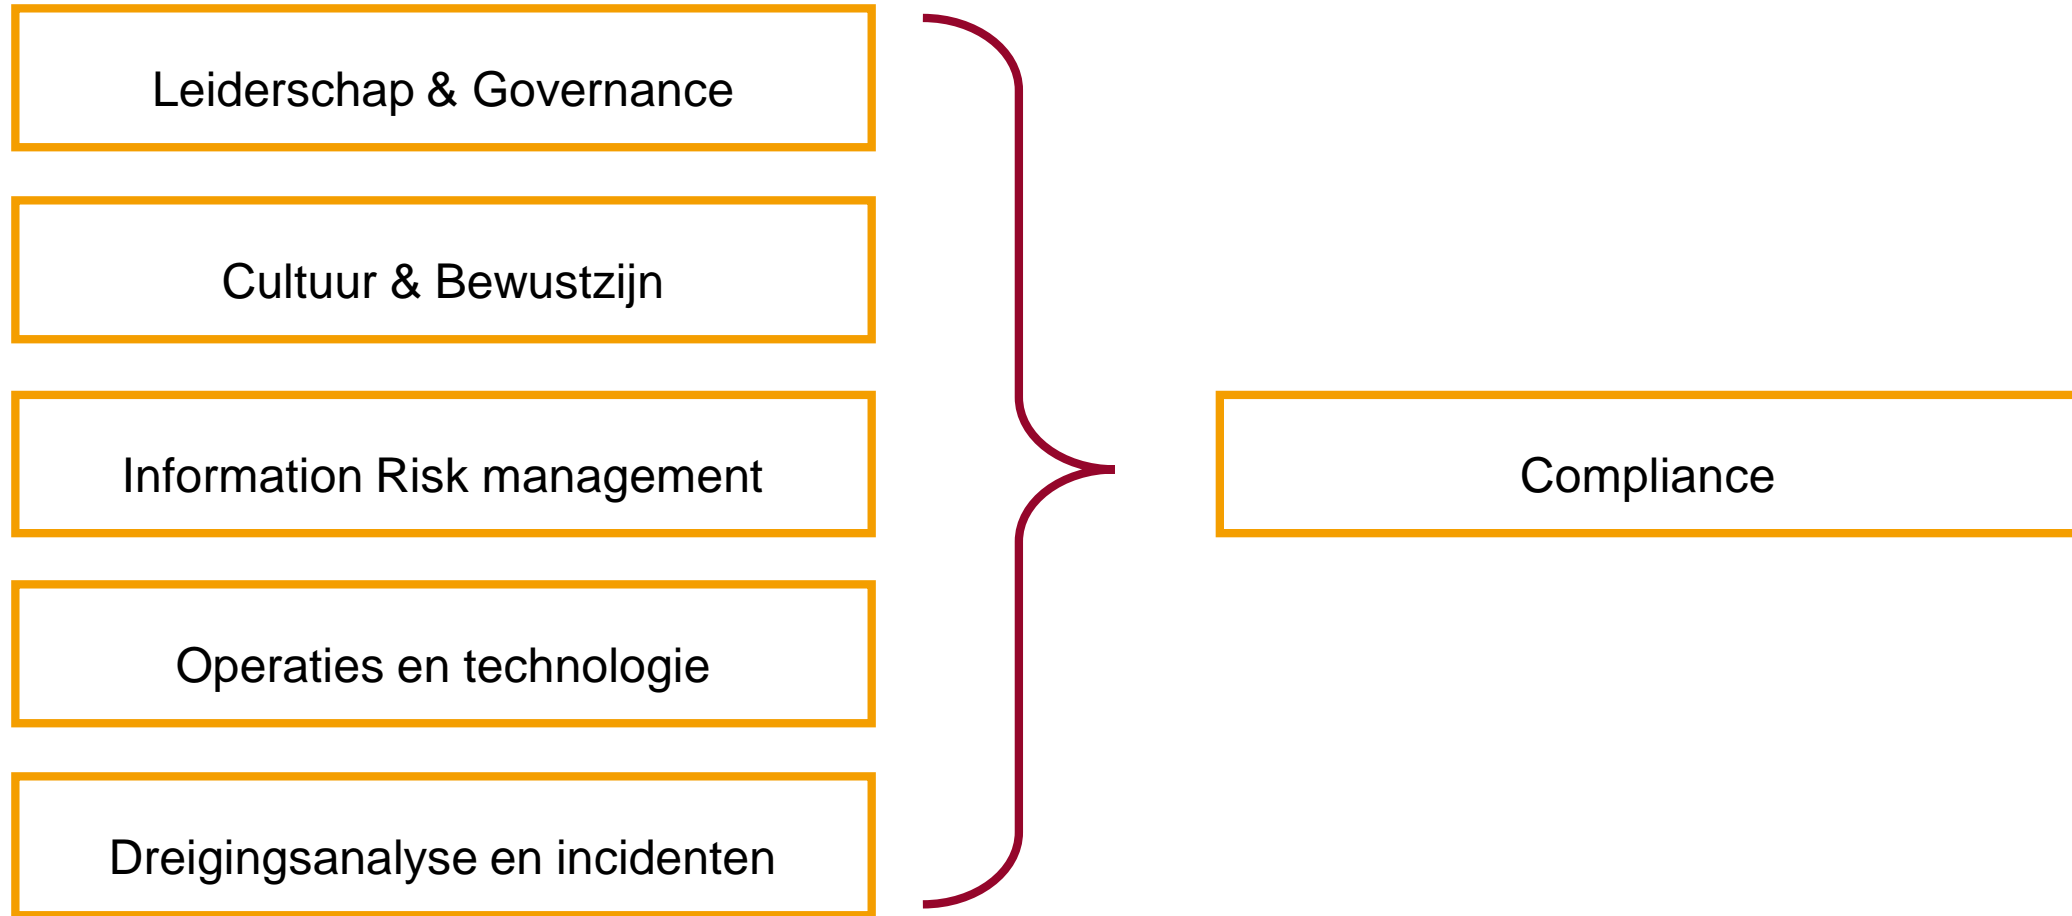 Leiderschap & Governance
Cultuur & Bewustzijn
Information Risk management
Operaties en technologie
Dreigingsanalyse en incidenten
Compliance